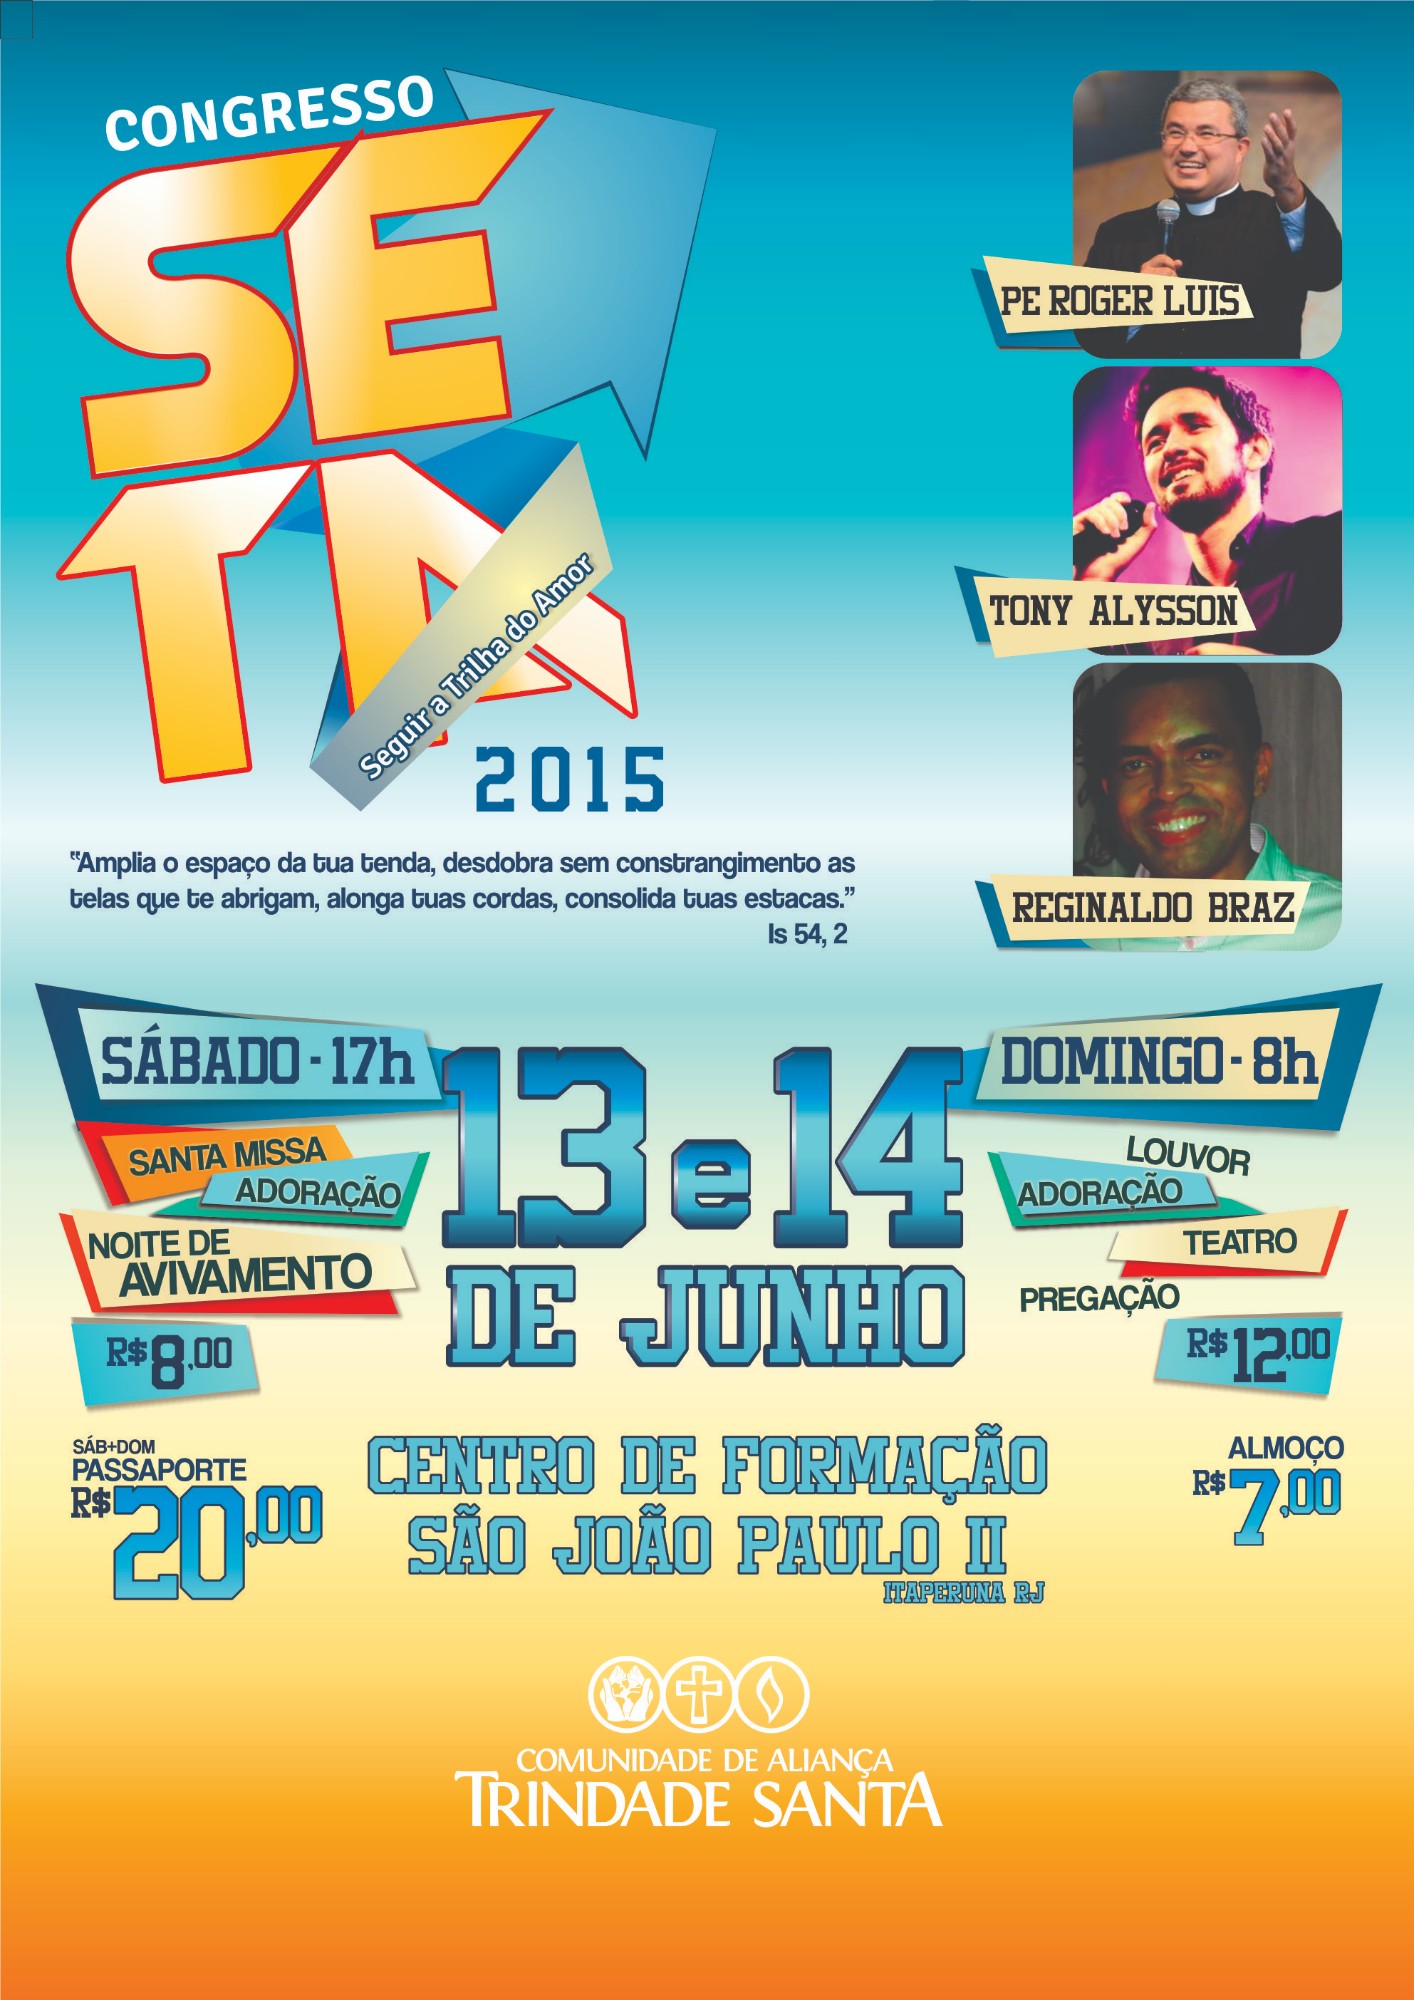 CONGRESSO
SETA
Seguir a Trilha do Amor
2015
PE ROGER LUIS
TONY ALYSSON
REGINALDO BRAZ
"Amplia o espaço da tua tenda, desdobra sem constrangimento as
telas que te abrigam, alonga tuas cordas, consolida tuas estacas."
Is 54, 2
SÁBADO - 17h
SANTA MISSA
ADORAÇÃO
NOITE DE
AVIVAMENTO
R$ 8,00
13 e 14
DE JUNHO
DOMINGO - 8h
LOUVOR
ADORAÇÃO
TEATRO
PREGAÇÃO
R$ 12,00
SÁB+DOM
PASSAPORTE
R$ 20,00
CENTRO DE FORMAÇÃO
SÃO JOÃO PAULO II
ITAPERUNA RJ
ALMOÇO
R$ 7,00
COMUNIDADE DE ALIANÇA
TRINDADE SANTA